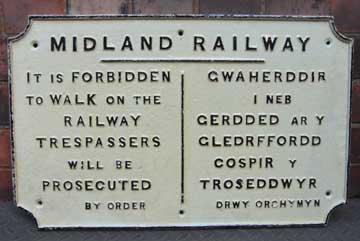 MIDLAND RAILWAY
IT IS FORBIDDEN
TO WALK ON THE
RAILWAY
TRESPASSERS
WILL BE
PROSECUTED
BY ORDER
GWAHERDDIR
I NEB
GERDDED AR Y
GLEDRFFORDD
COSPIR Y
TROSEDDWYR
DRWY ORCHYMYN